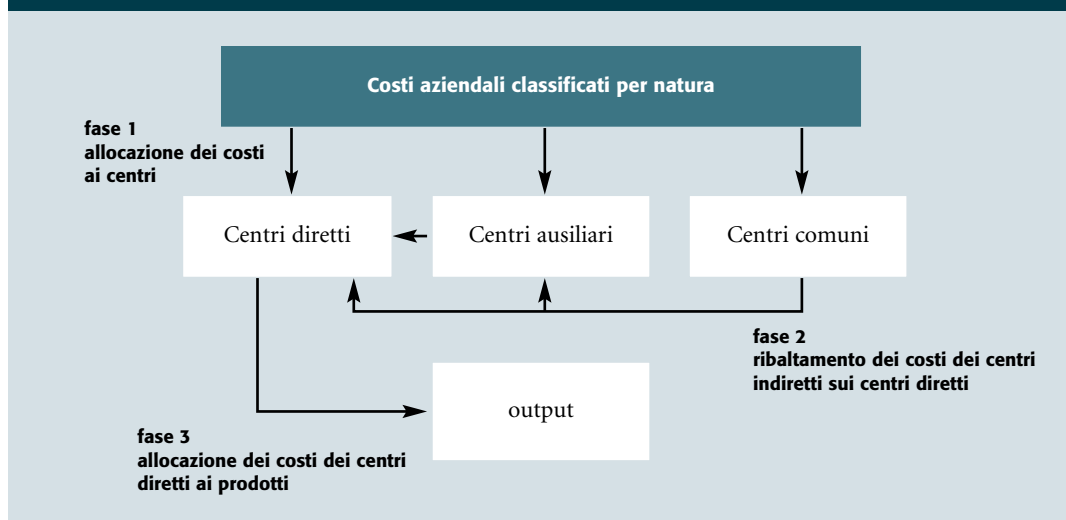 Costi aziendali classificati per natura
fase 1
allocazione dei costi
ai centri
Centri diretti
Centri ausiliari
Centri comuni
fase 2
ribaltamento dei costi dei centri
indiretti sui centri diretti
output
fase 3
allocazione dei costi dei centri
diretti ai prodotti